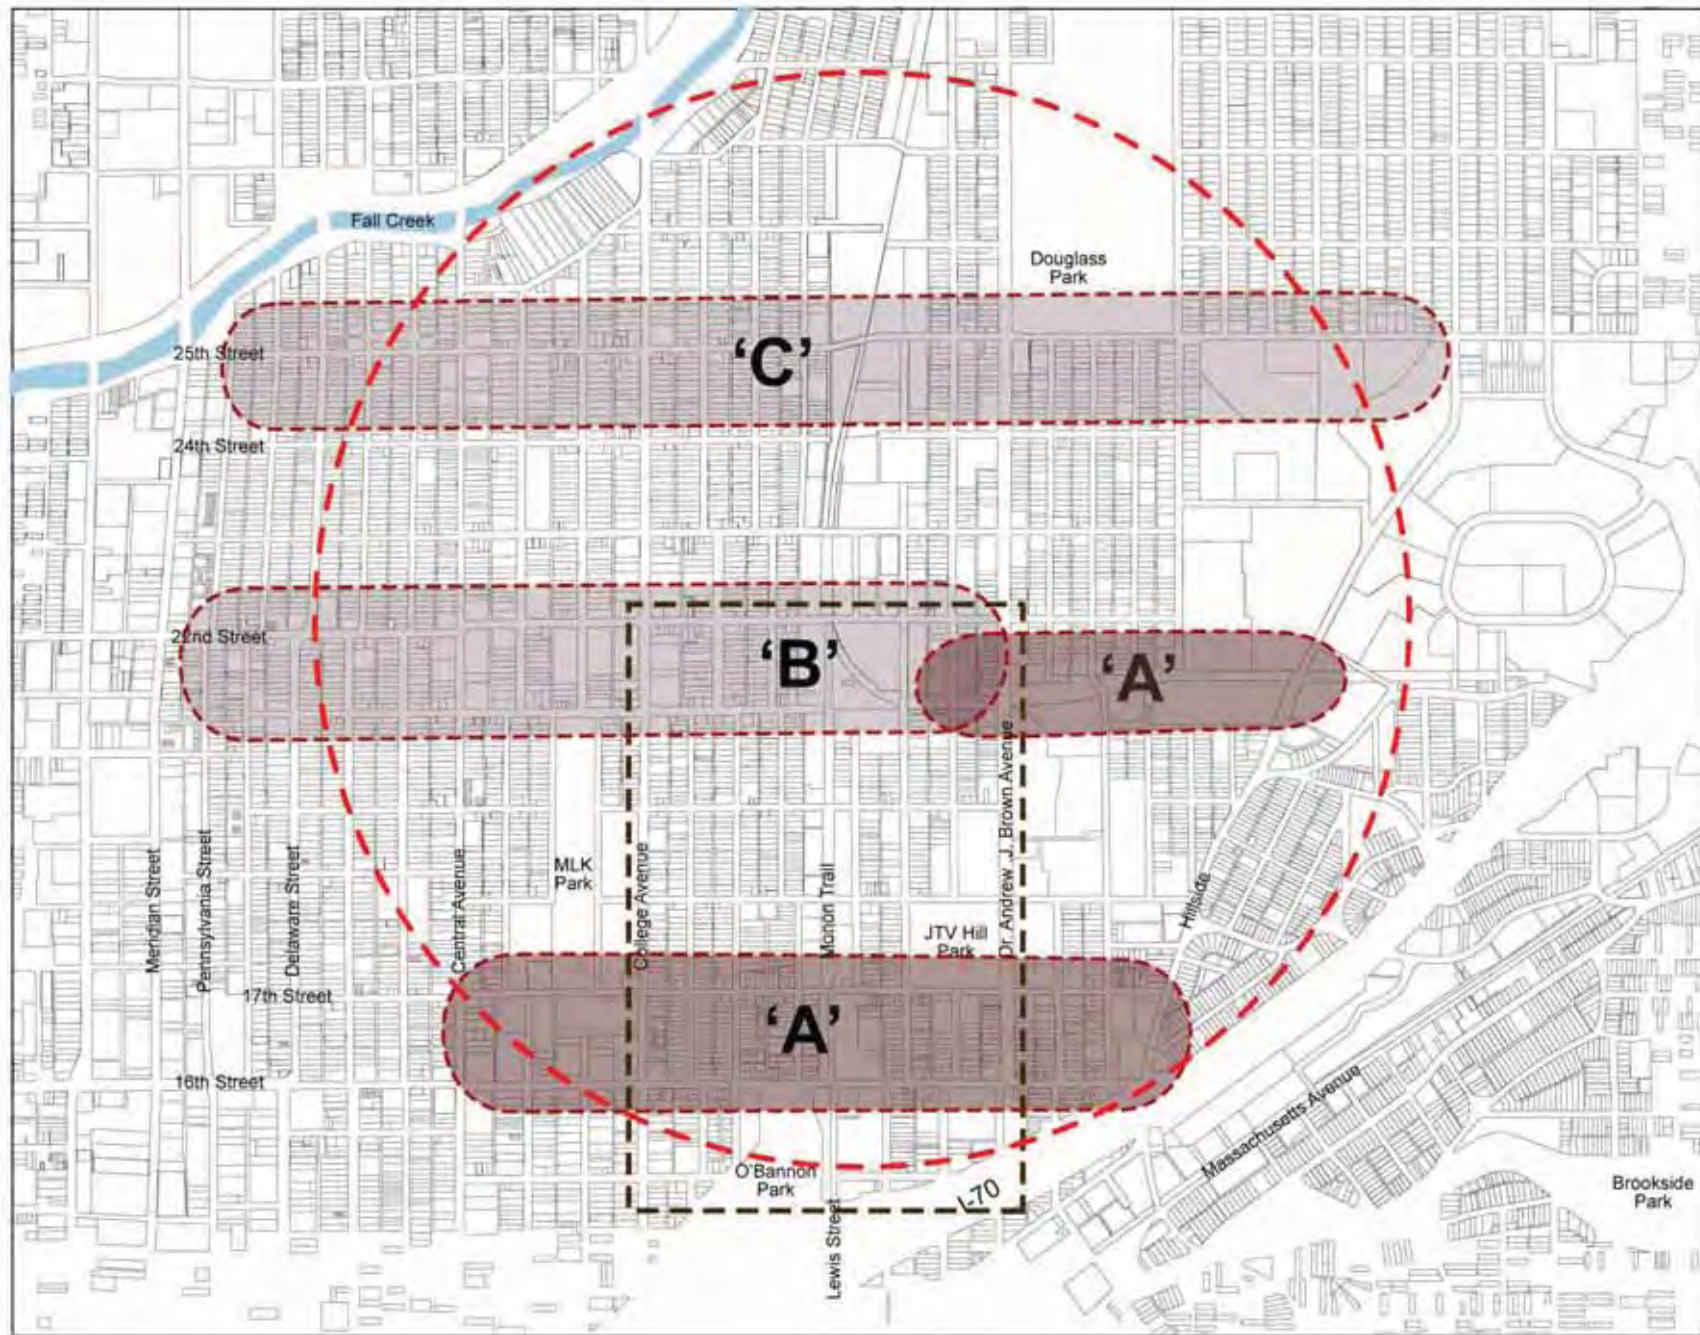 Fall Creek
Douglass
Park
25th Street
‘C’
24th Street
22nd Street
‘B’
‘A’
Meridian Street
Pennsylvania Street
Delaware Street
Central Avenue
MLK
Park
College Avenue
Monon Trail
JTV Hill
Park
Dr. Andrew J. Brown Avenue
Hillside
17th Street
‘A’
16th Street
Massachusetts Avenue
O'Bannon
Park
I-70
Lewis Street
Brookside
Park